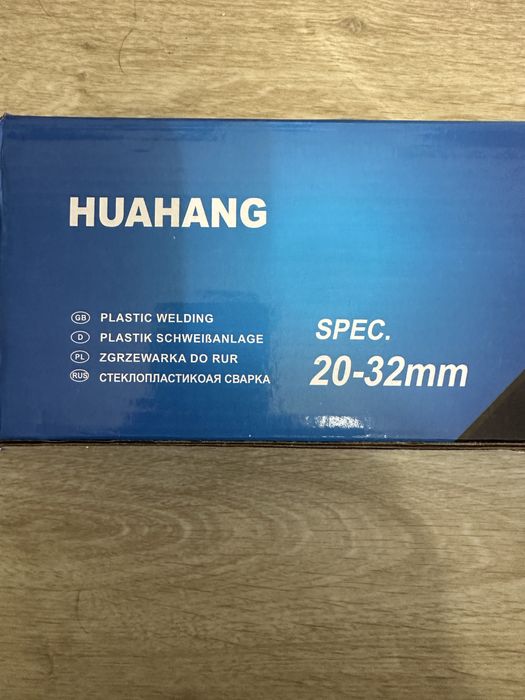 HUAHANG
GB PLASTIC WELDING
D PLASTIK SCHWEIßANLAGE
PL ZGRZEWARKA DO RUR
RUS СТЕКЛОПЛАСТИКОАЯ СВАРКА
SPEC.
20-32mm